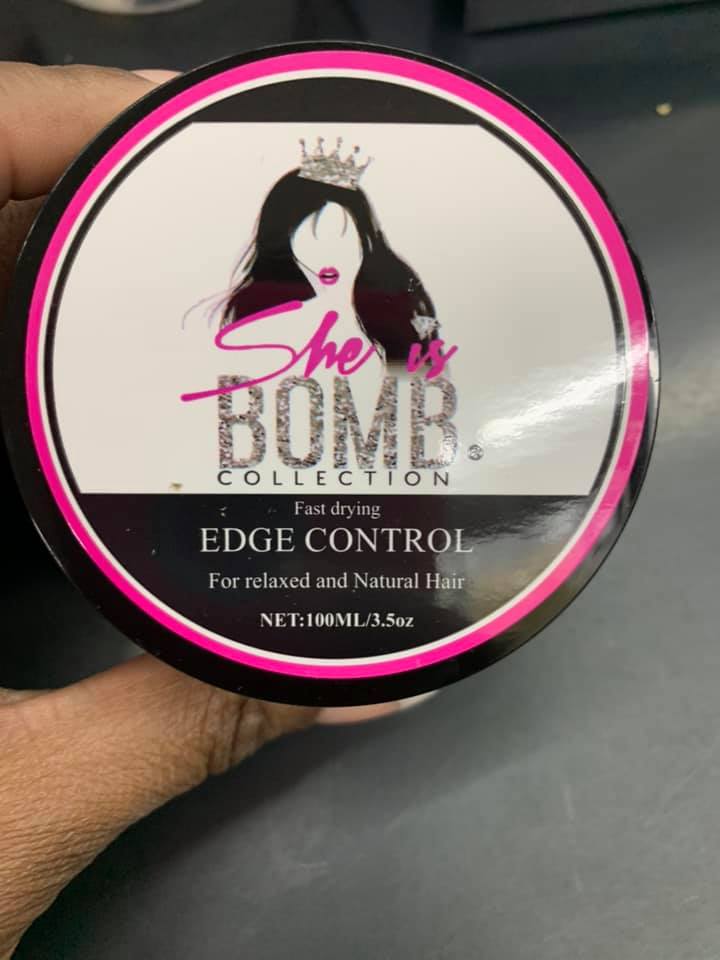 She is
BOMB®
COLLECTION
Fast drying
EDGE CONTROL
For relaxed and Natural Hair
NET:100ML/3.5oz